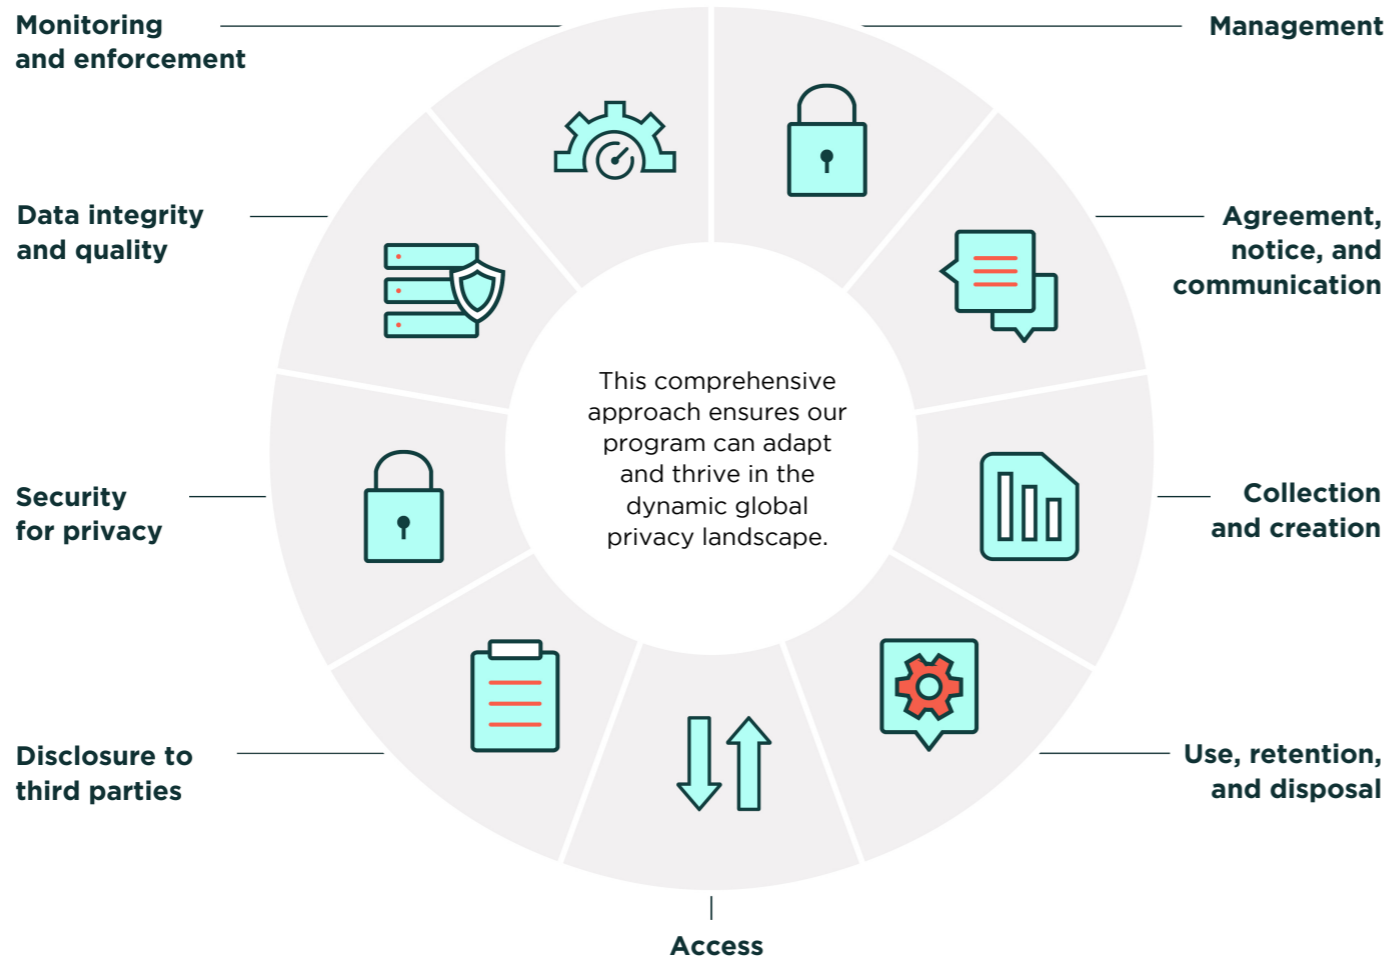 Monitoring
and enforcement
Management
Data integrity
and quality
Agreement,
notice, and
communication
This comprehensive
approach ensures our
program can adapt
and thrive in the
dynamic global
privacy landscape.
Security
for privacy
Collection
and creation
Disclosure to
third parties
Use, retention,
and disposal
Access